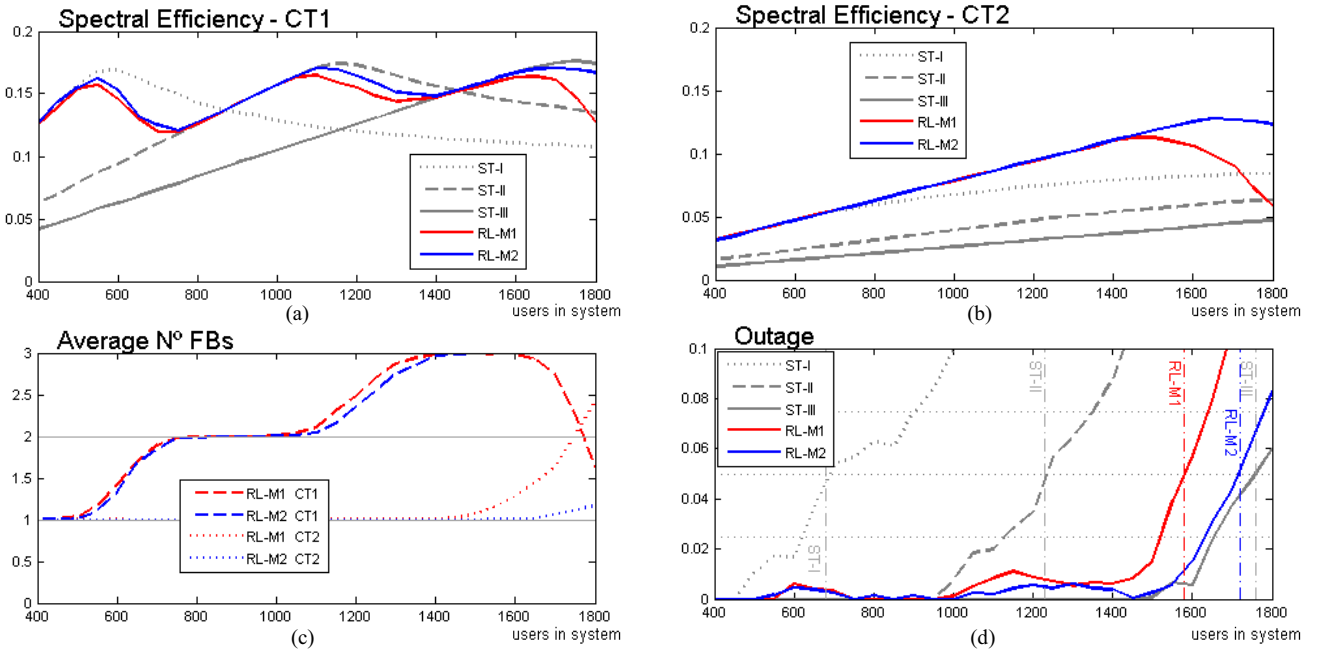 Spectral Efficiency - CT1
0.2
0.15
0.1
0.05
0
400
600
800
1000
1200
1400
1600
1800
users in system
ST-I
ST-II
ST-III
RL-M1
RL-M2
(a)
Spectral Efficiency - CT2
0.2
0.15
0.1
0.05
0
400
600
800
1000
1200
1400
1600
1800
users in system
ST-I
ST-II
ST-III
RL-M1
RL-M2
(b)
Average Nº FBs
3
2.5
2
1.5
1
0.5
0
400
600
800
1000
1200
1400
1600
1800
users in system
RL-M1 CT1
RL-M2 CT1
RL-M1 CT2
RL-M2 CT2
(c)
Outage
0.1
0.08
0.06
0.04
0.02
0
400
600
800
1000
1200
1400
1600
1800
users in system
ST-I
ST-II
ST-III
RL-M1
RL-M2
ST-I
ST-II
RL-M1
RL-M2
ST-III
(d)